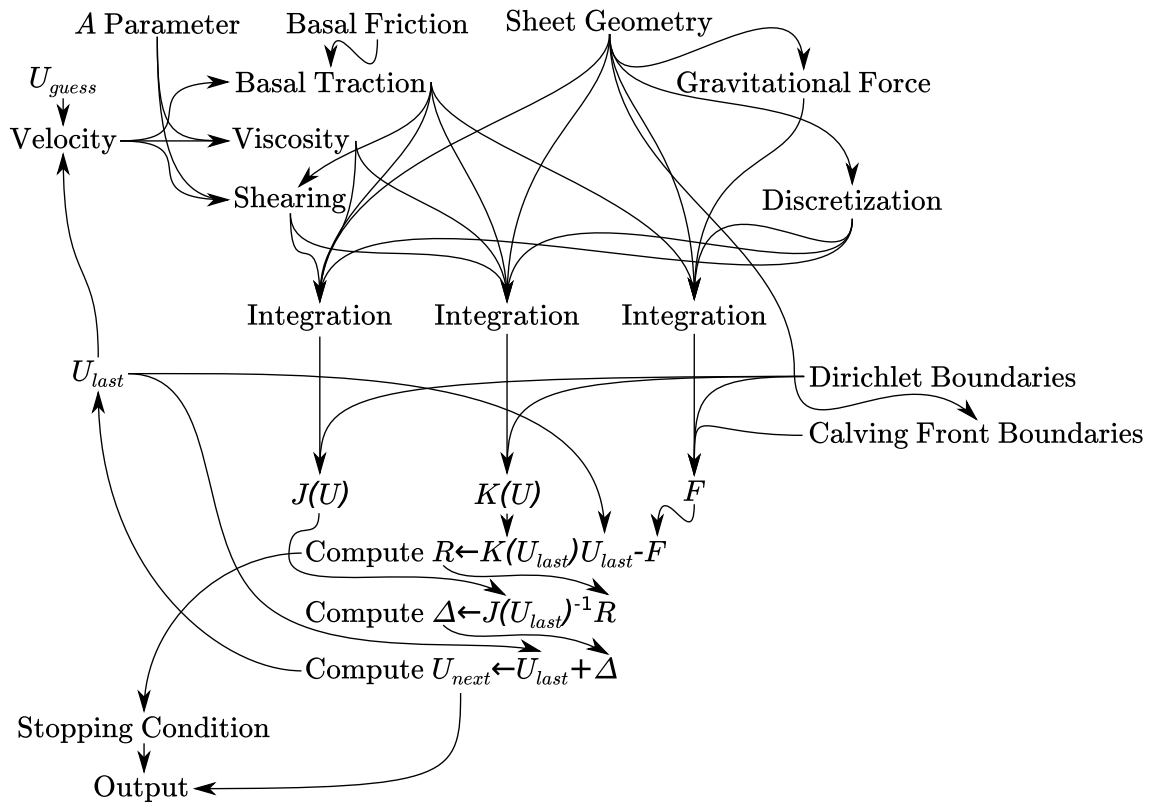 A Parameter
Basal Friction
Sheet Geometry
U_guess
Basal Traction
Gravitational Force
Velocity
Viscosity
Shearing
Discretization
Integration
Integration
Integration
U_last
Dirichlet Boundaries
Calving Front Boundaries
J(U)
K(U)
F
Compute R←K(U_last)U_last-F
Compute Δ←J(U_last)⁻¹R
Compute U_next←U_last+Δ
Stopping Condition
Output